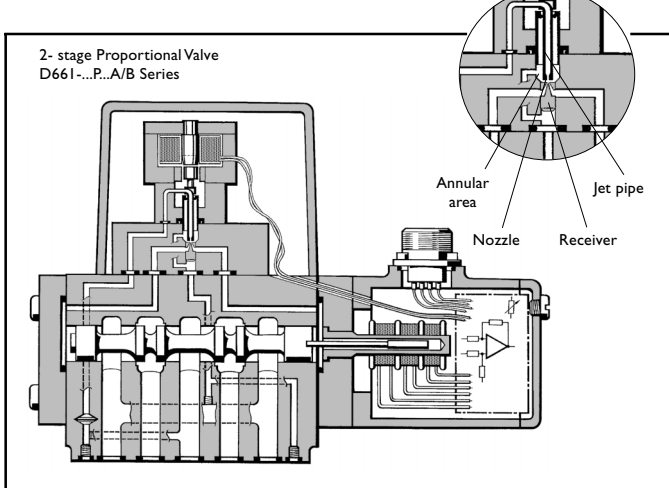 2- stage Proportional Valve
D661-...P...A/B Series
Annular
area
Jet pipe
Nozzle
Receiver